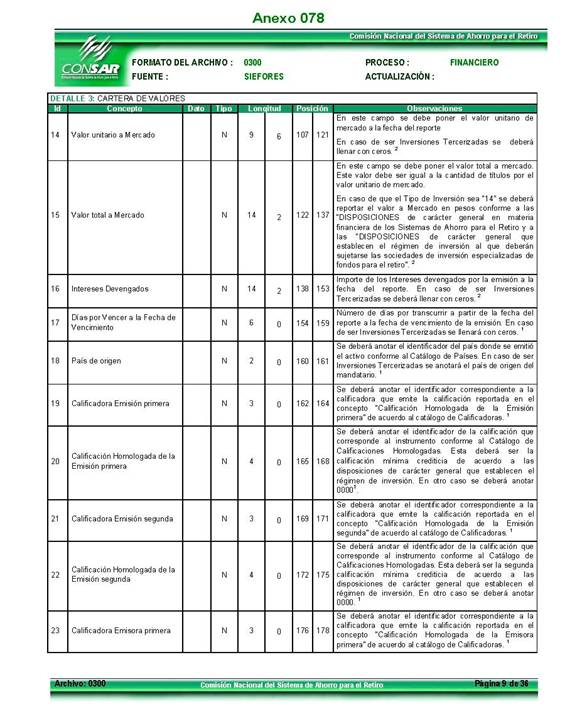 Anexo 078
Comisión Nacional del Sistema de Ahorro para el Retiro
CONSAR
FORMATO DEL ARCHIVO : 0300 PROCESO : FINANCIERO
FUENTE : SIEFORES ACTUALIZACIÓN :
DETALLE 3: CARTERA DE VALORES
Id Concepto Dato Tipo Longitud Posición Observaciones
14 Valor unitario a Mercado N 9 6 107 121
En este campo se debe poner el valor unitario de
mercado a la fecha del reporte
En caso de ser Inversiones Tercerizadas se deberá
llenar con ceros. 2
15 Valor total a Mercado N 14 2 122 137
En este campo se debe poner el valor total a mercado.
Este valor debe ser igual a la cantidad de títulos por el
valor unitario de mercado.
En caso de que el Tipo de Inversión sea "14" se deberá
reportar el valor a Mercado en pesos conforme a las
"DISPOSICIONES de carácter general en materia
financiera de los Sistemas de Ahorro para el Retiro y a
las "DISPOSICIONES de carácter general que
establecen el régimen de inversión al que deberán
sujetarse las sociedades de inversión especializadas de
fondos para el retiro". 2
16 Intereses Devengados N 14 2 138 153
Importe de los Intereses devengados por la emisión a la
fecha del reporte. En caso de ser Inversiones
Tercerizadas se deberá llenar con ceros. 2
17 Días por Vencer a la Fecha de
Vencimiento N 6 0 154 159
Número de días por transcurrir a partir de la fecha del
reporte a la fecha de vencimiento de la emisión. En caso
de ser Inversiones Tercerizadas se llenará con ceros. 1
18 País de origen N 2 0 160 161
Se deberá anotar el identificador del país donde se emitió
el activo conforme al Catálogo de Países. En caso de ser
Inversiones Tercerizadas se anotará el país de origen del
mandatario. 1
19 Calificadora Emisión primera N 3 0 162 164
Se deberá anotar el identificador correspondiente a la
calificadora que emite la calificación reportada en el
concepto "Calificación Homologada de la Emisión
primera" de acuerdo al catálogo de Calificadoras. 1
20 Calificación Homologada de la
Emisión primera N 4 0 165 168
Se deberá anotar el identificador de la calificación que
corresponde al instrumento conforme al Catálogo de
Calificaciones Homologadas. Esta deberá ser la
calificación mínima crediticia de acuerdo a las
disposiciones de carácter general que establecen el
régimen de inversión. En otro caso se deberá anotar
00001.
21 Calificadora Emisión segunda N 3 0 169 171
Se deberá anotar el identificador correspondiente a la
calificadora que emite la calificación reportada en el
concepto "Calificación Homologada de la Emisión
segunda" de acuerdo al catálogo de Calificadoras. 1
22 Calificación Homologada de la
Emisión segunda N 4 0 172 175
Se deberá anotar el identificador de la calificación que
corresponde al instrumento conforme al Catálogo de
Calificaciones Homologadas. Esta deberá ser la segunda
calificación mínima crediticia de acuerdo a las
disposiciones de carácter general que establecen el
régimen de inversión. En otro caso se deberá anotar
0000. 1
23 Calificadora Emisora primera N 3 0 176 178
Se deberá anotar el identificador correspondiente a la
calificadora que emite la calificación reportada en el
concepto "Calificación Homologada de la Emisora
primera" de acuerdo al catálogo de Calificadoras. 1
Archivo: 0300 Comisión Nacional del Sistema de Ahorro para el Retiro Página 9 de 36